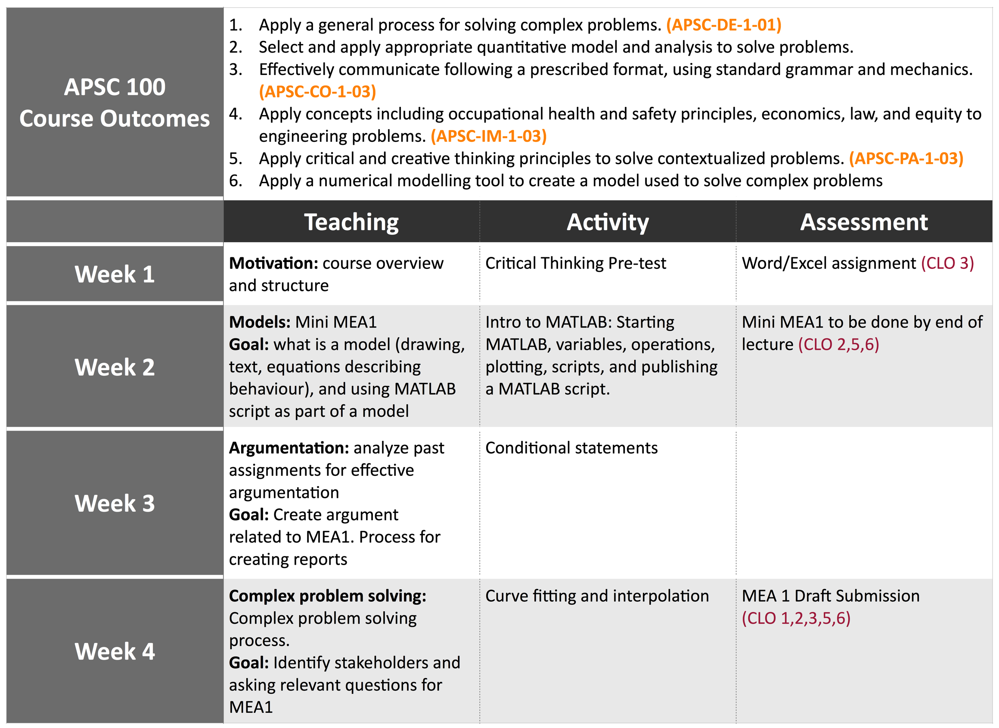 APSC 100
Course Outcomes
1. Apply a general process for solving complex problems. (APSC-DE-1-01)
2. Select and apply appropriate quantitative model and analysis to solve problems.
3. Effectively communicate following a prescribed format, using standard grammar and mechanics.
(APSC-CO-1-03)
4. Apply concepts including occupational health and safety principles, economics, law, and equity to
engineering problems. (APSC-IM-1-03)
5. Apply critical and creative thinking principles to solve contextualized problems. (APSC-PA-1-03)
6. Apply a numerical modelling tool to create a model used to solve complex problems
Teaching
Activity
Assessment
Week 1
Motivation: course overview
and structure
Critical Thinking Pre-test
Word/Excel assignment (CLO 3)
Week 2
Models: Mini MEA1
Goal: what is a model (drawing,
text, equations describing
behaviour), and using MATLAB
script as part of a model
Intro to MATLAB: Starting
MATLAB, variables, operations,
plotting, scripts, and publishing
a MATLAB script.
Mini MEA1 to be done by end of
lecture (CLO 2,5,6)
Week 3
Argumentation: analyze past
assignments for effective
argumentation
Goal: Create argument
related to MEA1. Process for
creating reports
Conditional statements
Week 4
Complex problem solving:
Complex problem solving
process.
Goal: Identify stakeholders and
asking relevant questions for
MEA1
Curve fitting and interpolation
MEA 1 Draft Submission
(CLO 1,2,3,5,6)